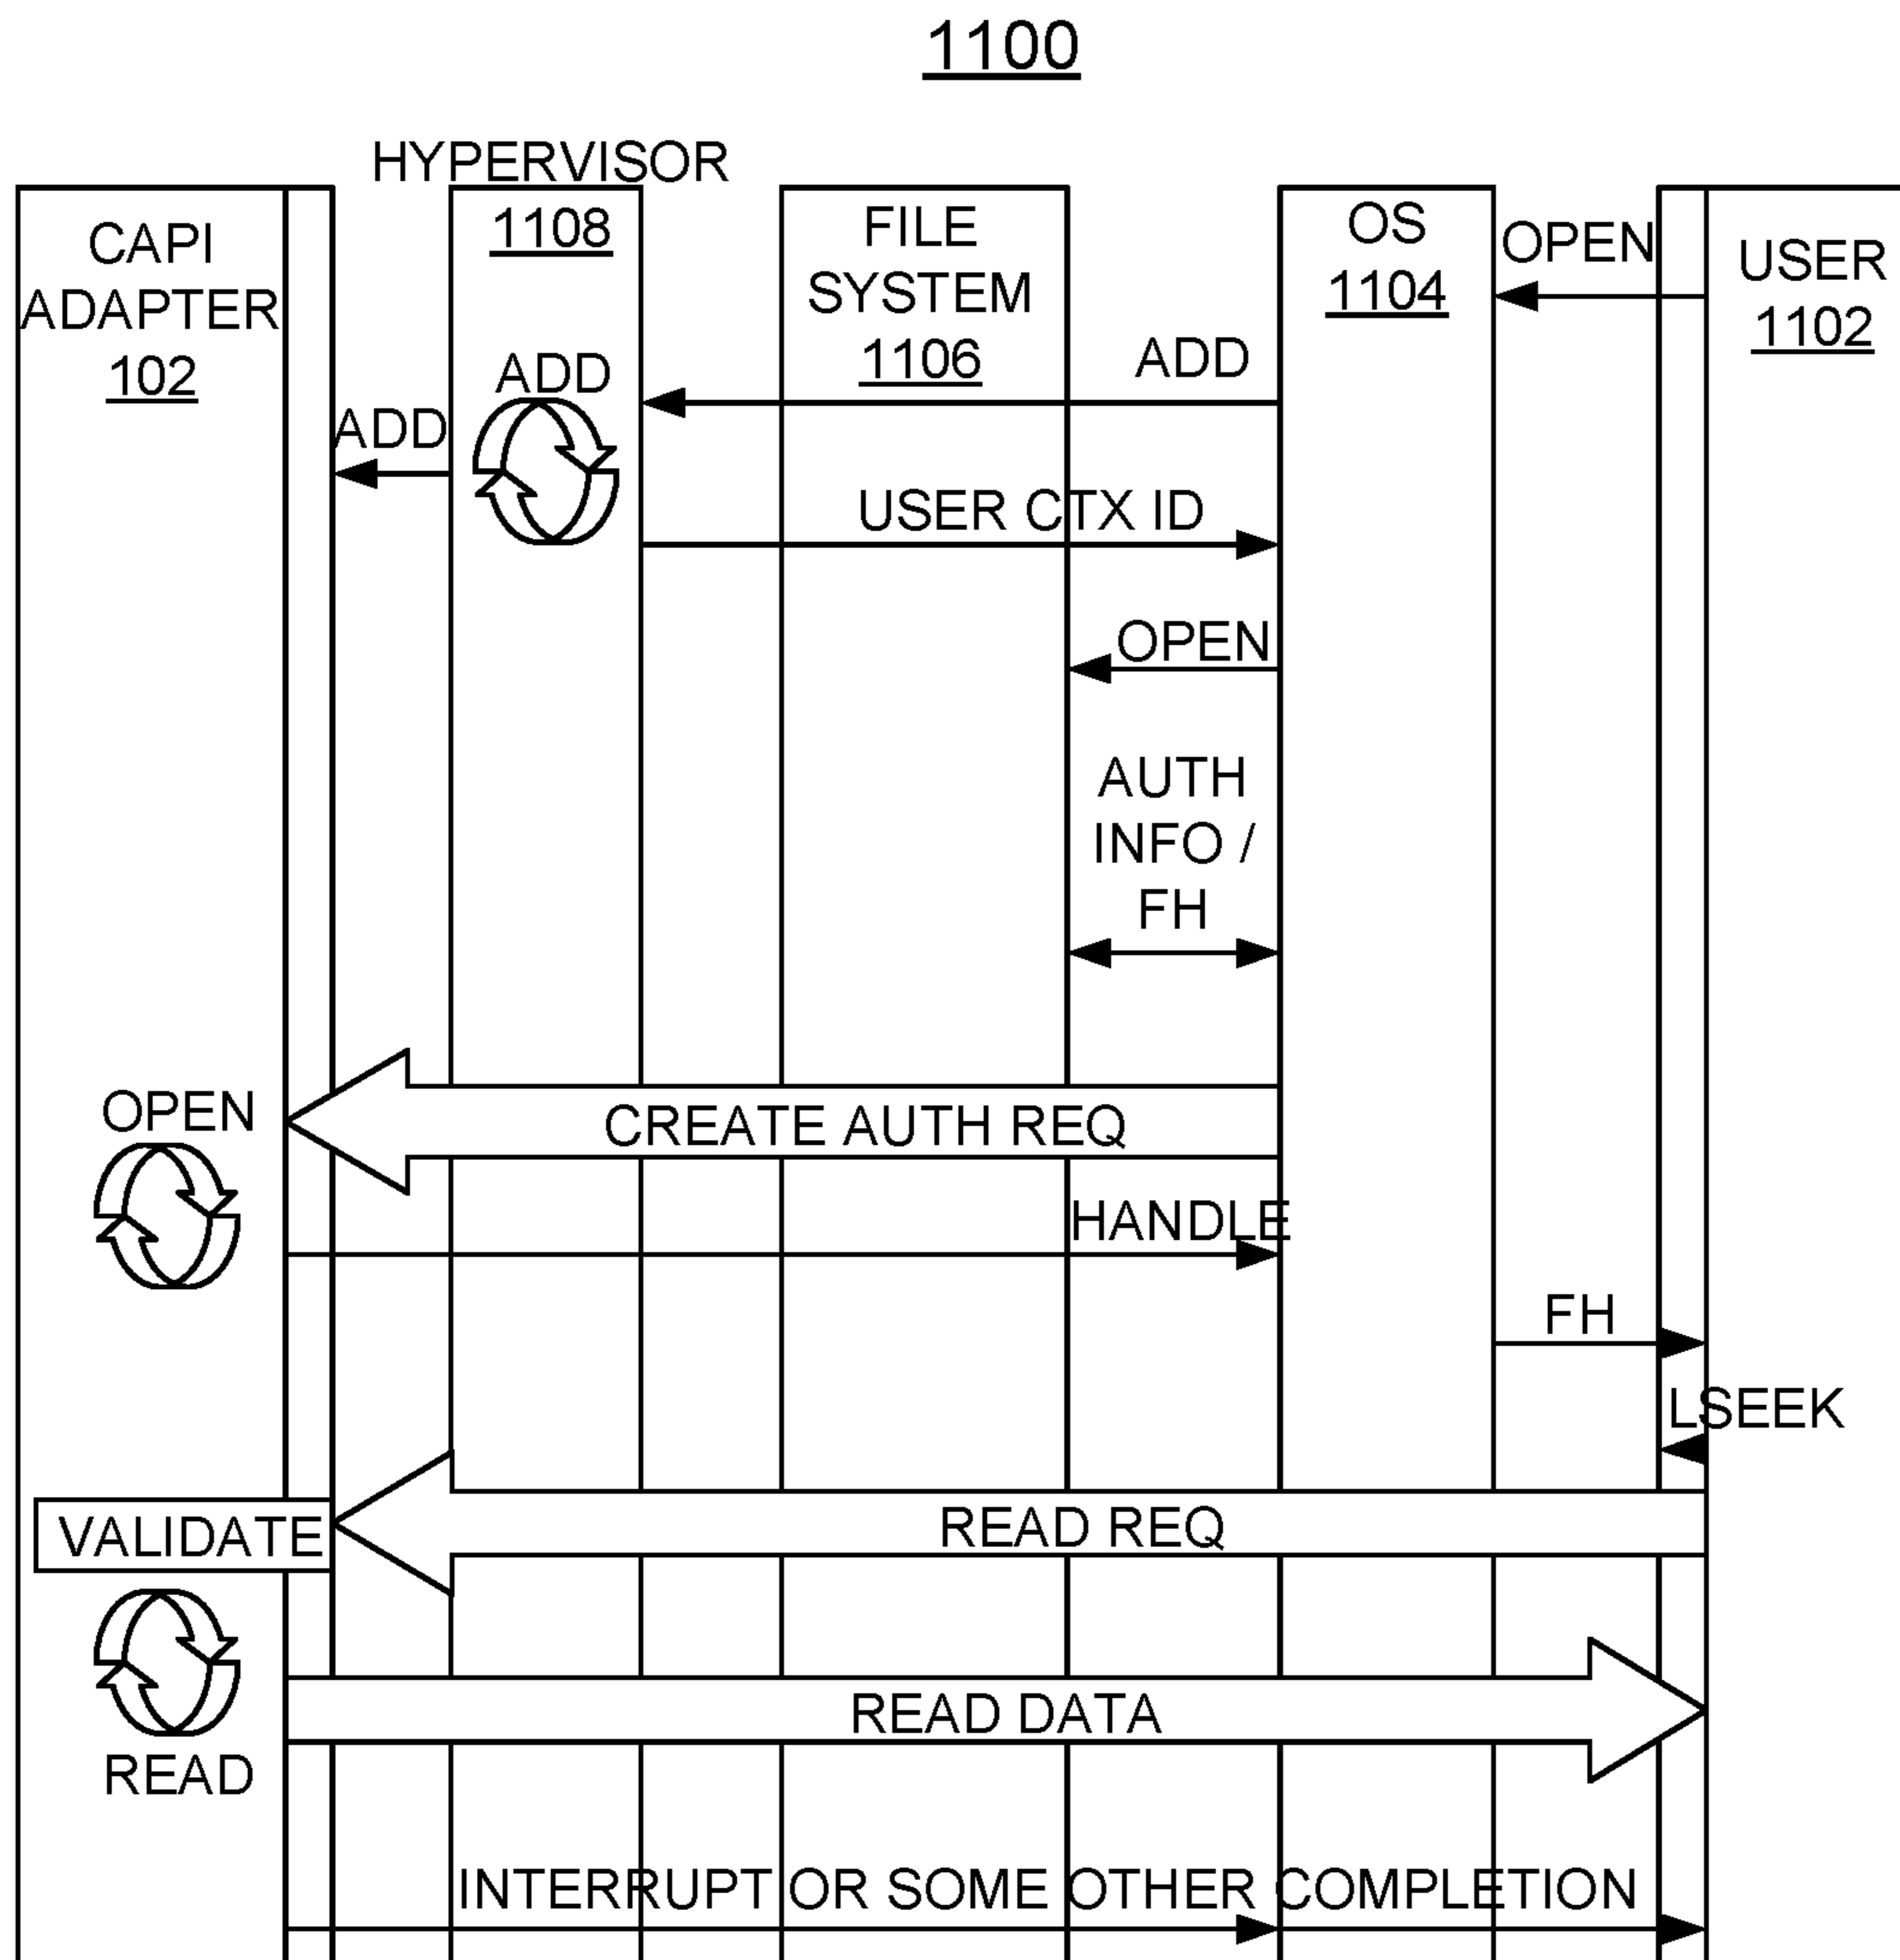 1100
HYPERVISOR
1108
CAPI
ADAPTER
102
FILE
SYSTEM
1106
OS
1104
OPEN
USER
1102
ADD
ADD
ADD
USER CTX ID
OPEN
AUTH
INFO /
FH
OPEN
CREATE AUTH REQ
HANDLE
FH
LSEEK
READ REQ
VALIDATE
READ DATA
READ
INTERRUPT OR SOME OTHER COMPLETION